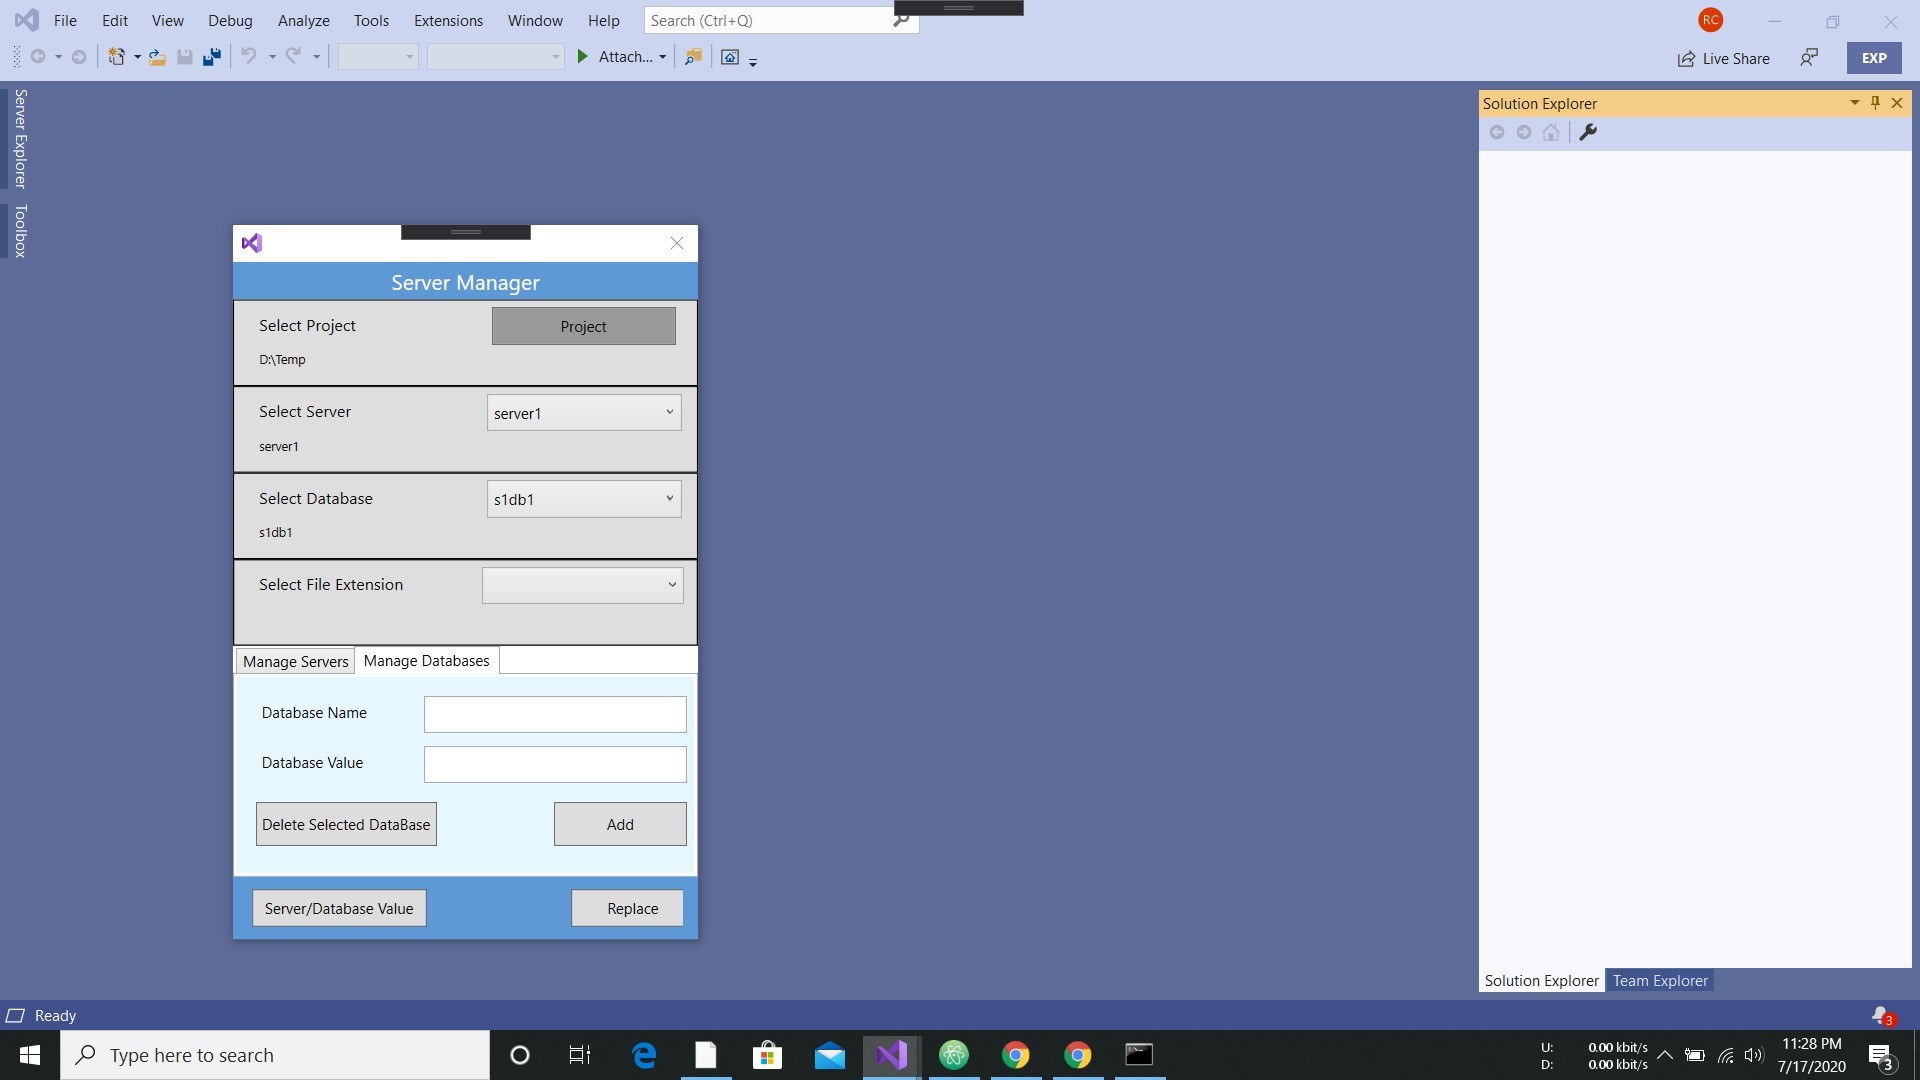 File Edit View Debug Analyze Tools Extensions Window Help Search (Ctrl+Q) RC
Attach... Live Share EXP
Server Explorer
Toolbox
Solution Explorer
Server Manager
Select Project Project
D:\Temp
Select Server server1
server1
Select Database s1db1
s1db1
Select File Extension
Manage Servers Manage Databases
Database Name
Database Value
Delete Selected DataBase Add
Server/Database Value Replace
Solution Explorer Team Explorer
Ready 3
Type here to search
U: 0.00 kbit/s
D: 0.00 kbit/s
11:28 PM
7/17/2020
3